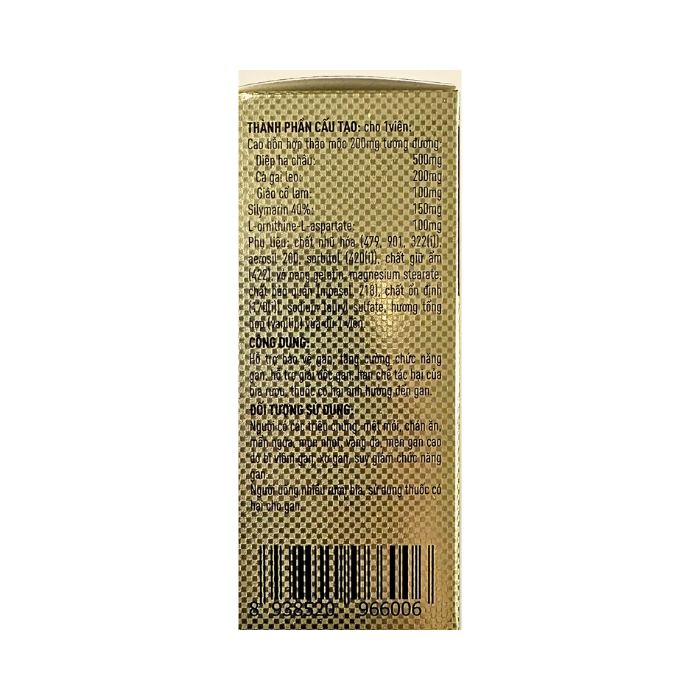 THÀNH PHẦN CẤU TẠO: cho 1viên:
Cao hỗn hợp thảo mộc 200mg tương đương:
Diệp hạ châu: 500mg
Cà gai leo: 200mg
Giảo cổ lam: 100mg
Silymarin 40%: 150mg
L-ornithine-L-aspartate: 100mg
Phụ liệu: chất nhũ hóa (479, 901, 322(i)),
aerosil 200, sorbitol (420(i)), chất giữ ẩm
(422), vỏ nang gelatin, magnesium stearate,
chất bảo quản (nipasol 218), chất ổn định
(170(i)), sodium lauryl sulfate, hương tổng
hợp (vanilin) vừa đủ 1 viên
CÔNG DỤNG:
Hỗ trợ bảo vệ gan, tăng cường chức năng
gan, hỗ trợ giải độc gan, hạn chế tác hại của
bia rượu, thuốc có hại ảnh hưởng đến gan.
ĐỐI TƯỢNG SỬ DỤNG:
Người có các triệu chứng: mệt mỏi, chán ăn,
mẩn ngứa, mụn nhọt, vàng da, men gan cao
do bị viêm gan, xơ gan, suy giảm chức năng
gan...
Người uống nhiều rượu bia, sử dụng thuốc có
hại cho gan.
8 938520 966006